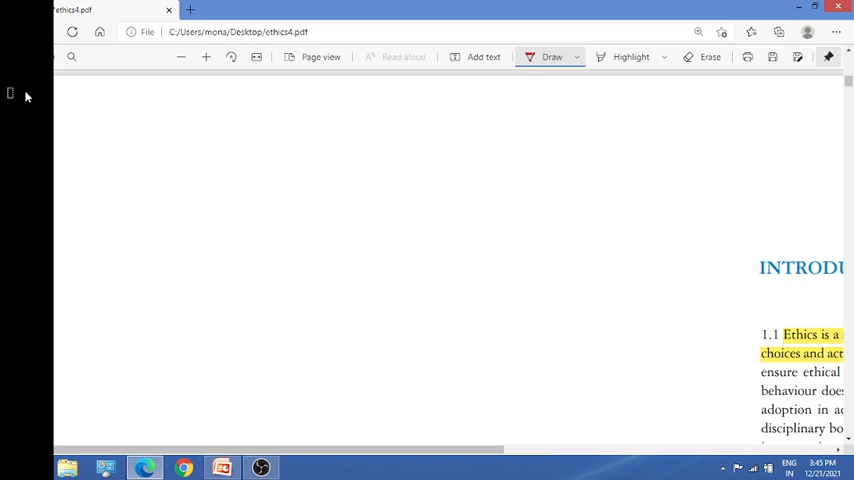 ethics4.pdf
File C:/Users/mona/Desktop/ethics4.pdf
Page view Read aloud Add text Draw Highlight Erase
INTRODU
1.1 Ethics is a
choices and act
ensure ethical
behaviour does
adoption in ac
disciplinary bo
ENG 3:45 PM
IN 12/21/2021